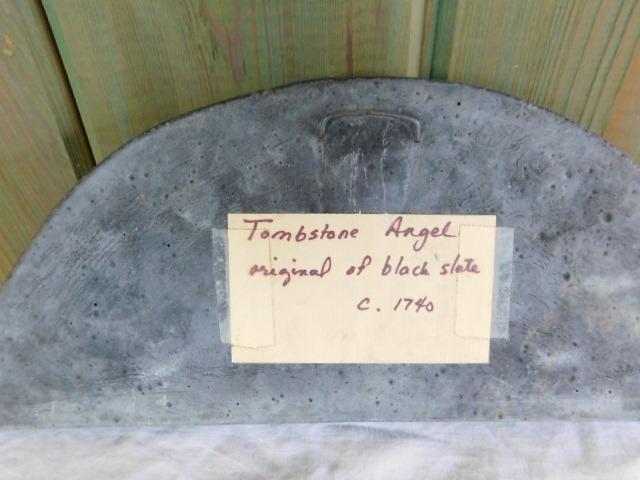 Tombstone Angel
original of black slate
c. 1740